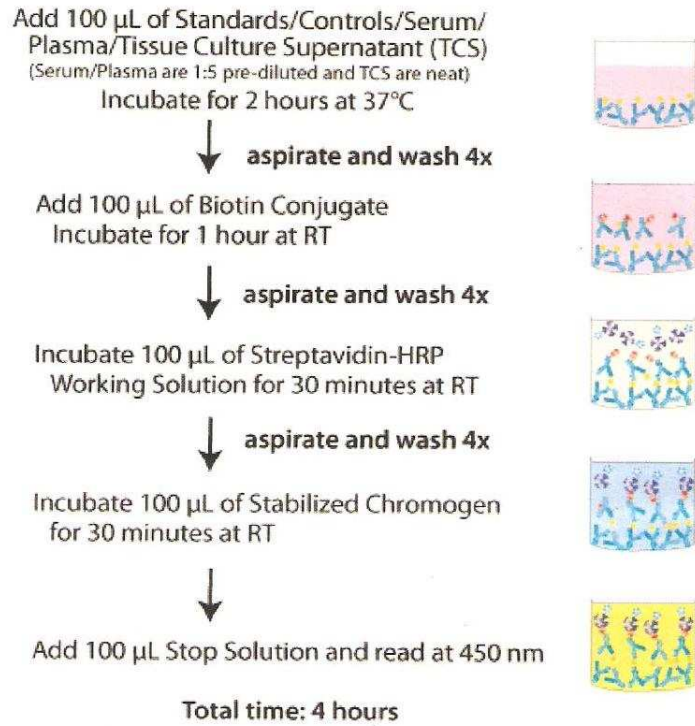 Add 100 µL of Standards/Controls/Serum/
Plasma/Tissue Culture Supernatant (TCS)
(Serum/Plasma are 1:5 pre-diluted and TCS are neat)
Incubate for 2 hours at 37°C
aspirate and wash 4x
Add 100 µL of Biotin Conjugate
Incubate for 1 hour at RT
aspirate and wash 4x
Incubate 100 µL of Streptavidin-HRP
Working Solution for 30 minutes at RT
aspirate and wash 4x
Incubate 100 µL of Stabilized Chromogen
for 30 minutes at RT
Add 100 µL Stop Solution and read at 450 nm
Total time: 4 hours